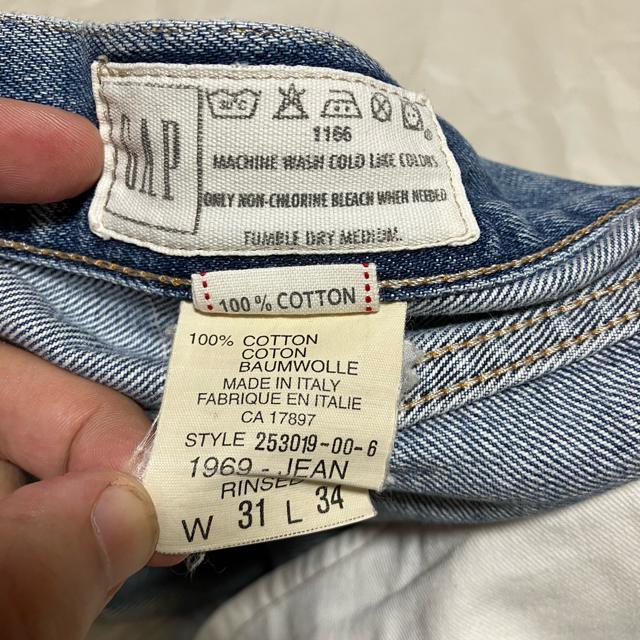 GAP
30°C
1166
MACHINE WASH COLD LIKE COLORS
ONLY NON-CHLORINE BLEACH WHEN NEEDED
TUMBLE DRY MEDIUM.
100 % COTTON
100% COTTON
COTON
BAUMWOLLE
MADE IN ITALY
FABRIQUE EN ITALIE
CA 17897
STYLE 253019-00-6
1969 - JEAN
RINSED
W 31 L 34